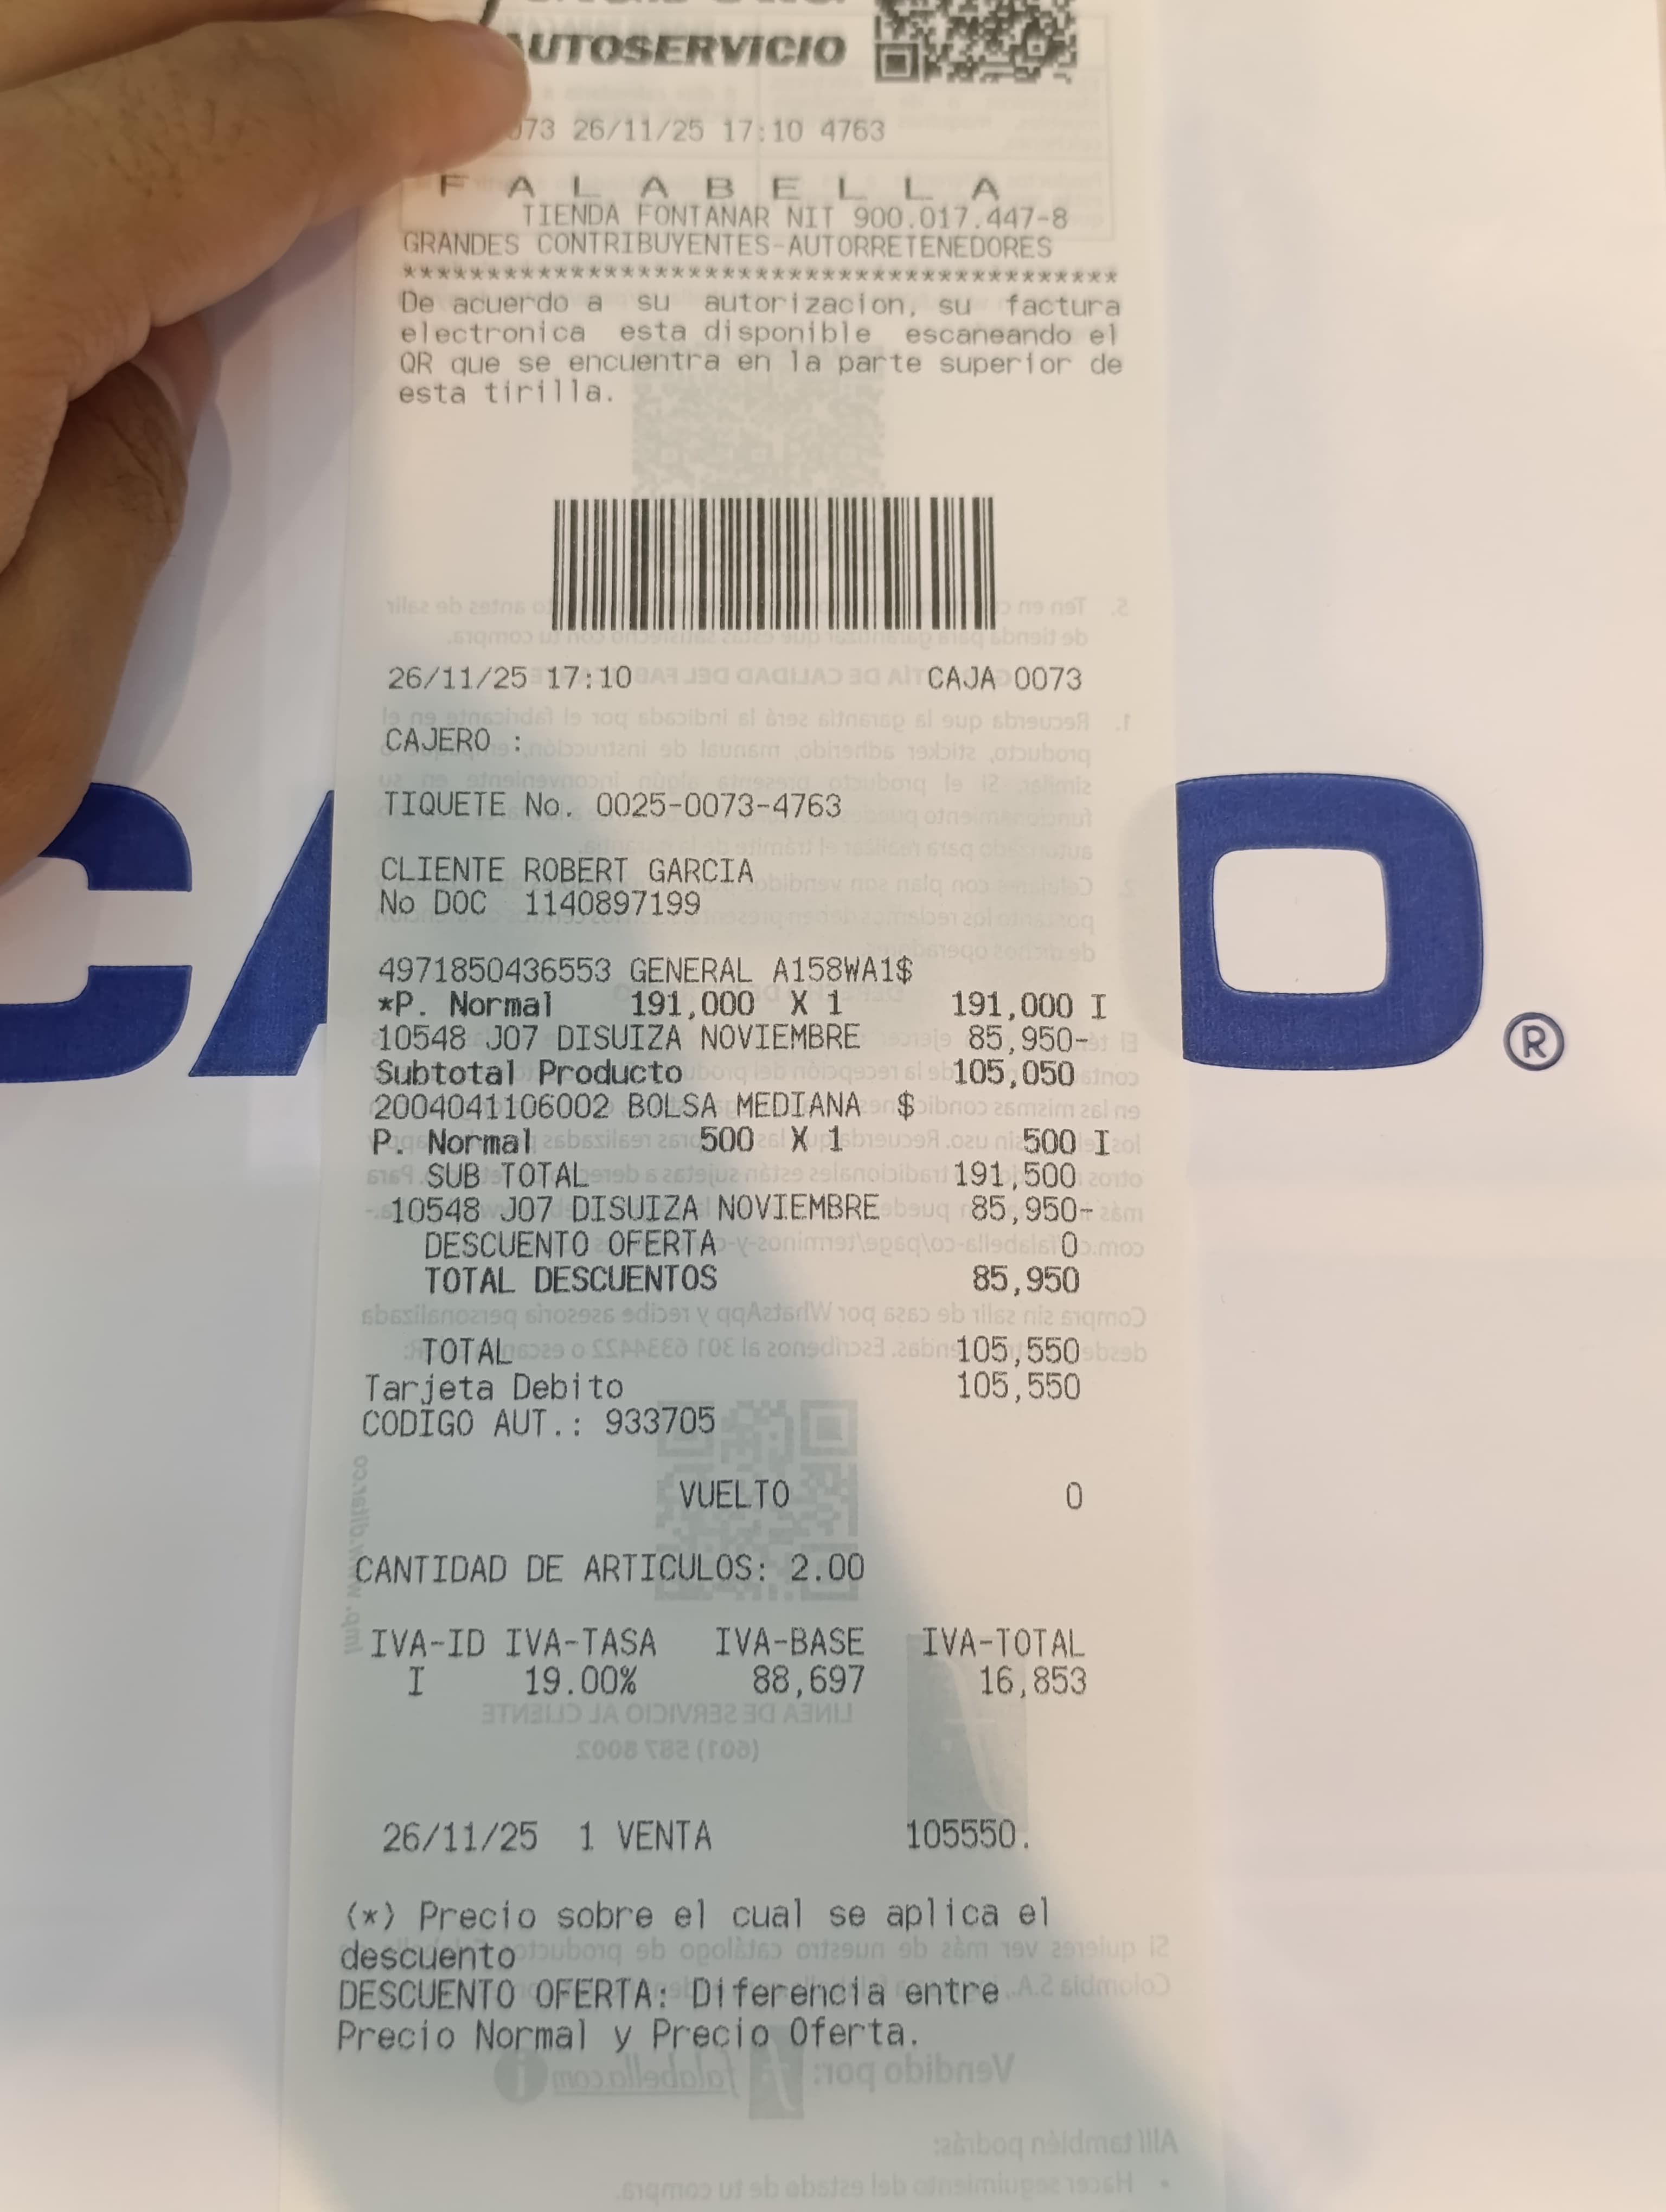 AUTOSERVICIO
073 26/11/25 17:10 4763
F A L A B E L L A
TIENDA FONTANAR NIT 900.017.447-8
GRANDES CONTRIBUYENTES-AUTORRETENEDORES
*******************************************
De acuerdo a su autorizacion, su factura
electronica esta disponible escaneando el
QR que se encuentra en la parte superior de
esta tirilla.
26/11/25 17:10 CAJA 0073
CAJERO :
TIQUETE No. 0025-0073-4763
CLIENTE ROBERT GARCIA
No DOC 1140897199
4971850436553 GENERAL A158WA1$
*P. Normal 191,000 X 1 191,000 I
10548 J07 DISUIZA NOVIEMBRE 85,950-
Subtotal Producto 105,050
2004041106002 BOLSA MEDIANA $
P. Normal 500 X 1 500 I
SUB TOTAL 191,500
10548 J07 DISUIZA NOVIEMBRE 85,950-
DESCUENTO OFERTA 0
TOTAL DESCUENTOS 85,950
TOTAL 105,550
Tarjeta Debito 105,550
CODIGO AUT.: 933705
VUELTO 0
CANTIDAD DE ARTICULOS: 2.00
IVA-ID IVA-TASA IVA-BASE IVA-TOTAL
I 19.00% 88,697 16,853
26/11/25 1 VENTA 105550.
(*) Precio sobre el cual se aplica el
descuento
DESCUENTO OFERTA: Diferencia entre
Precio Normal y Precio Oferta.
CA O ®